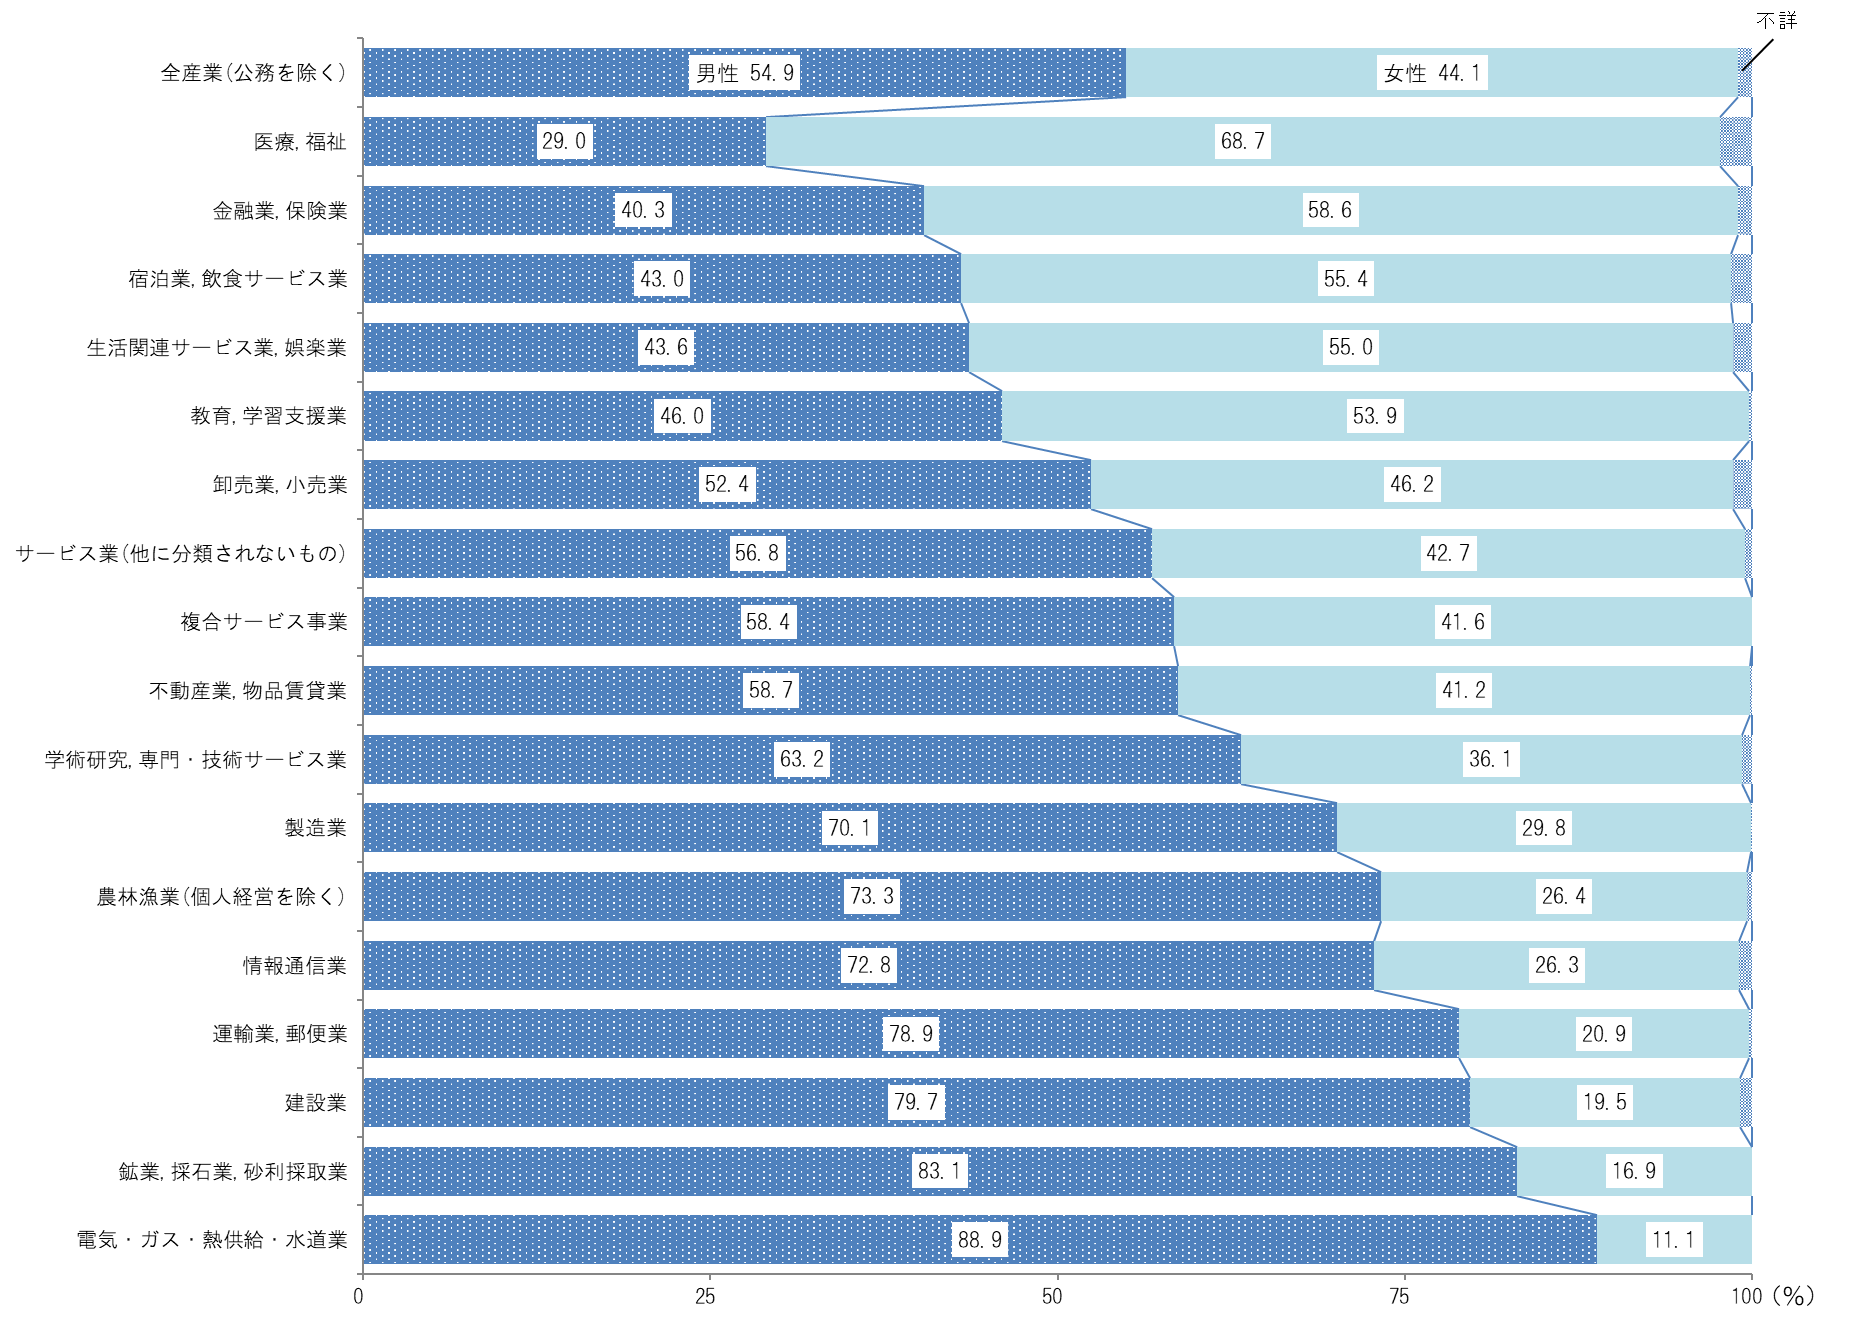 不詳
全産業(公務を除く) 男性 54.9 女性 44.1
医療,福祉 29.0 68.7
金融業,保険業 40.3 58.6
宿泊業,飲食サービス業 43.0 55.4
生活関連サービス業,娯楽業 43.6 55.0
教育,学習支援業 46.0 53.9
卸売業,小売業 52.4 46.2
サービス業(他に分類されないもの) 56.8 42.7
複合サービス事業 58.4 41.6
不動産業,物品賃貸業 58.7 41.2
学術研究,専門・技術サービス業 63.2 36.1
製造業 70.1 29.8
農林漁業(個人経営を除く) 73.3 26.4
情報通信業 72.8 26.3
運輸業,郵便業 78.9 20.9
建設業 79.7 19.5
鉱業,採石業,砂利採取業 83.1 16.9
電気・ガス・熱供給・水道業 88.9 11.1
0 25 50 75 100 (%)